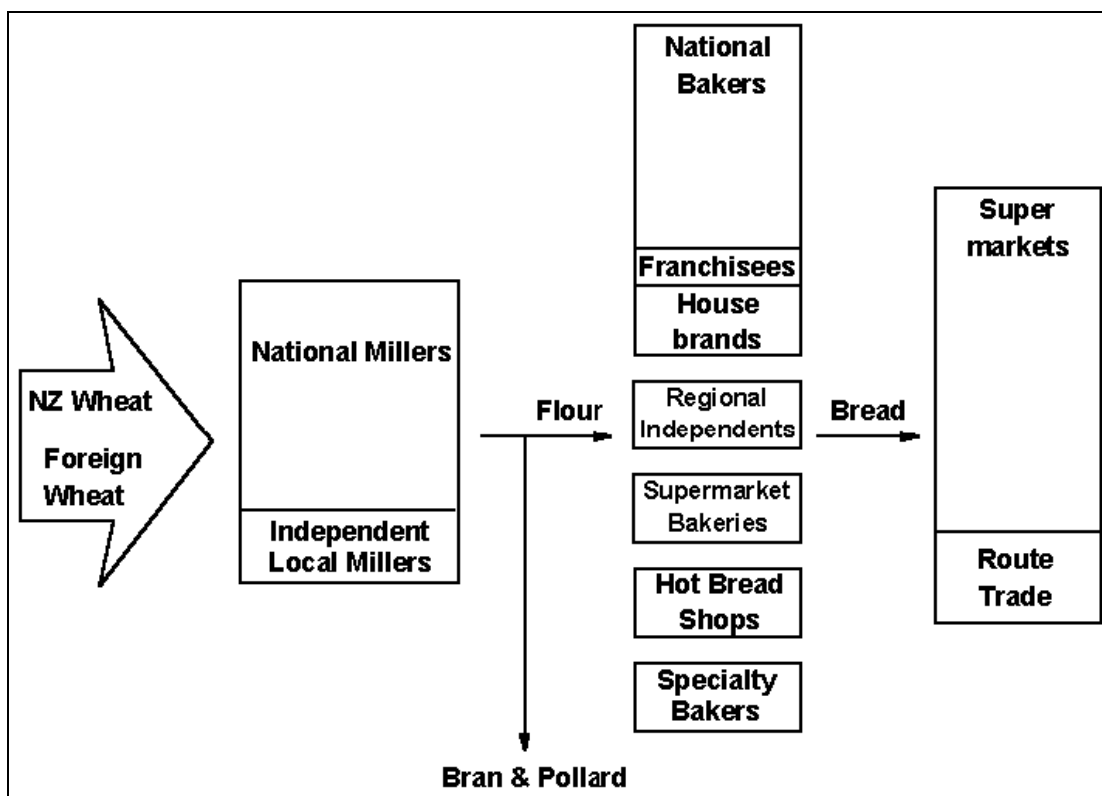 NZ Wheat
Foreign
Wheat
National Millers
Independent
Local Millers
Flour
Bran & Pollard
National
Bakers
Franchisees
House
brands
Regional
Independents
Supermarket
Bakeries
Hot Bread
Shops
Specialty
Bakers
Bread
Super
markets
Route
Trade